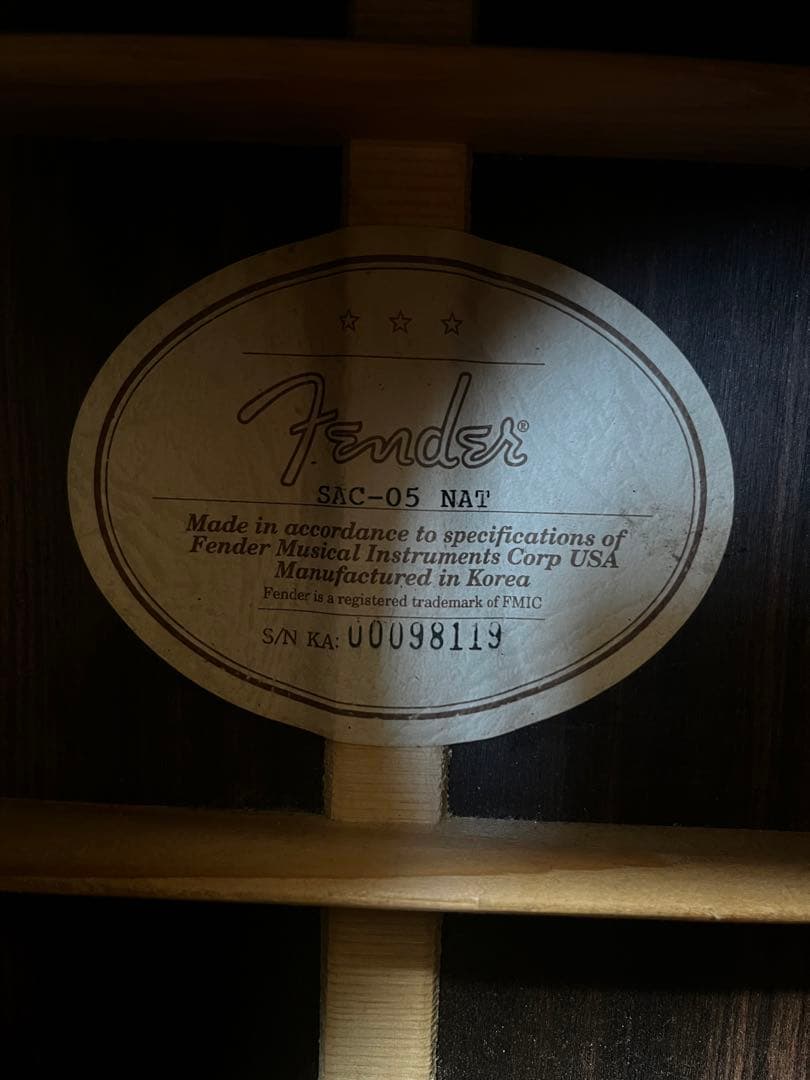 Fender®
SAC-05 NAT
Made in accordance to specifications of
Fender Musical Instruments Corp USA
Manufactured in Korea
Fender is a registered trademark of FMIC
S/N KA: 00098119